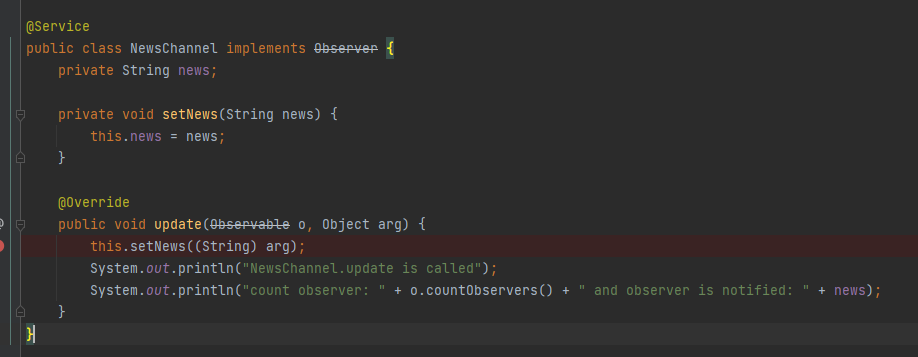 @Service
public class NewsChannel implements Observer {
    private String news;
    private void setNews(String news) {
        this.news = news;
    }
    @Override
    public void update(Observable o, Object arg) {
        this.setNews((String) arg);
        System.out.println("NewsChannel.update is called");
        System.out.println("count observer: " + o.countObservers() + " and observer is notified: " + news);
    }
}